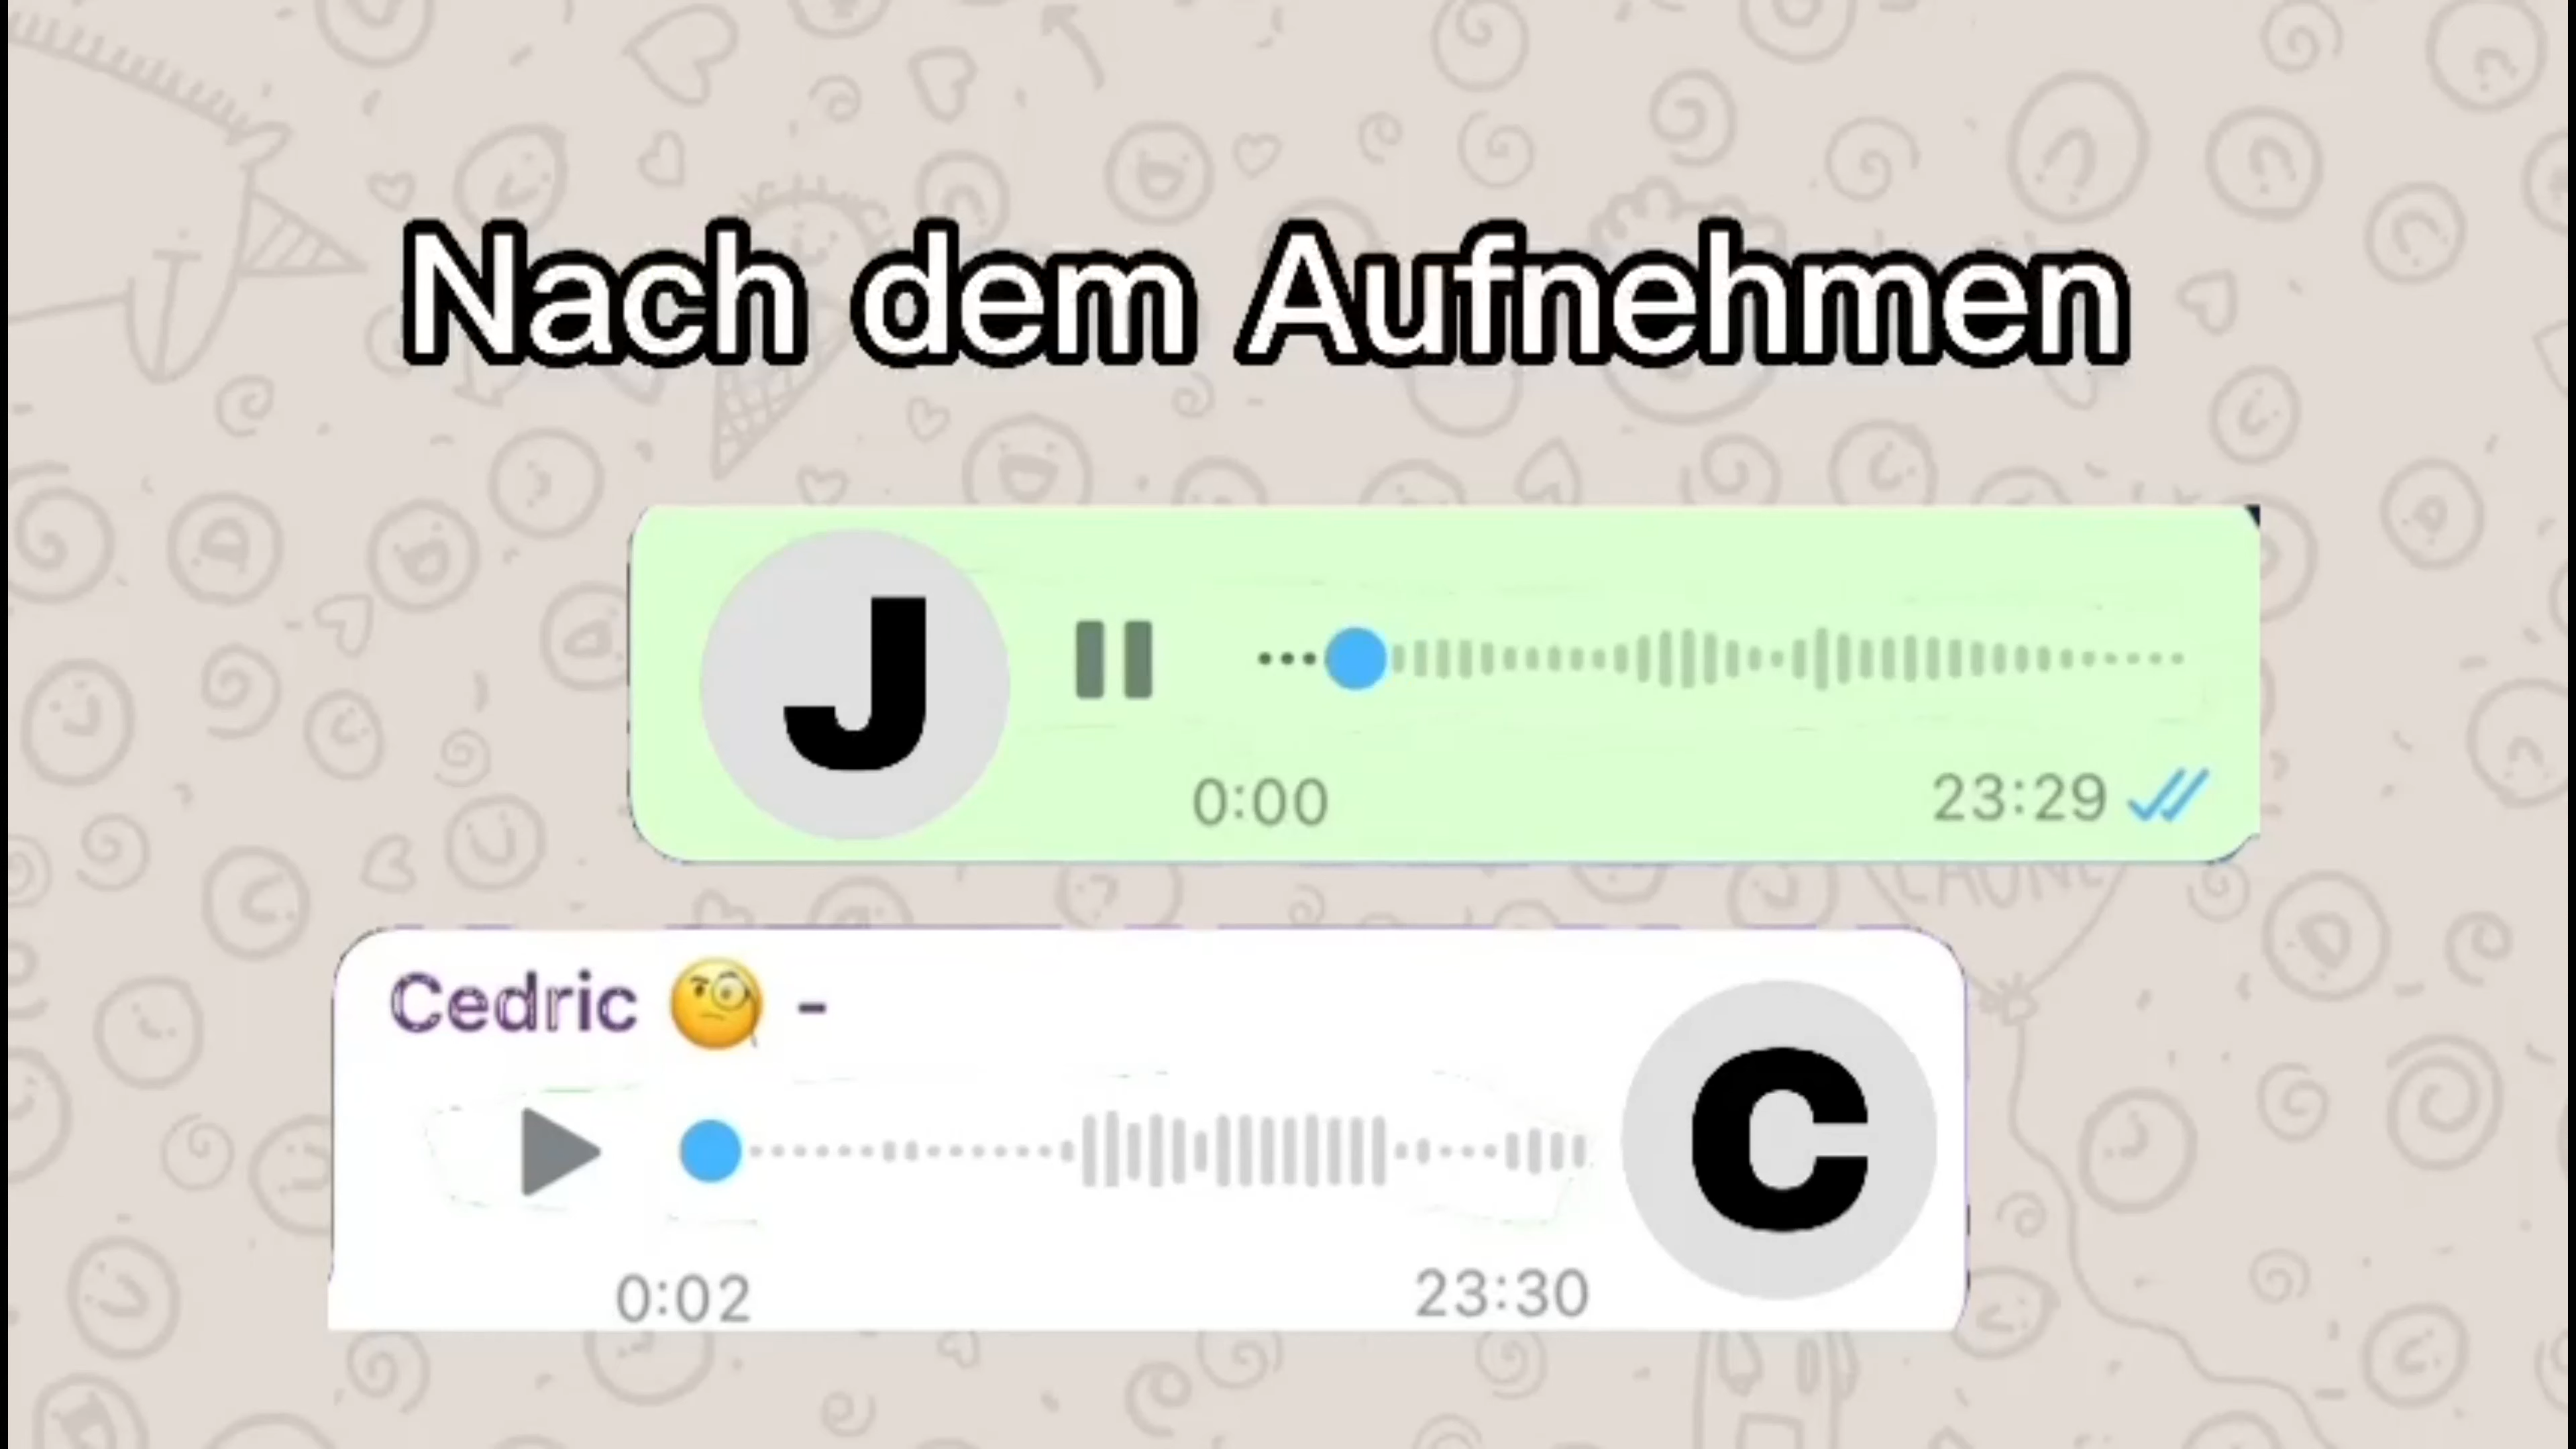 Nach dem Aufnehmen
J
0:00 23:29
Cedric 🧐 -
C
0:02 23:30